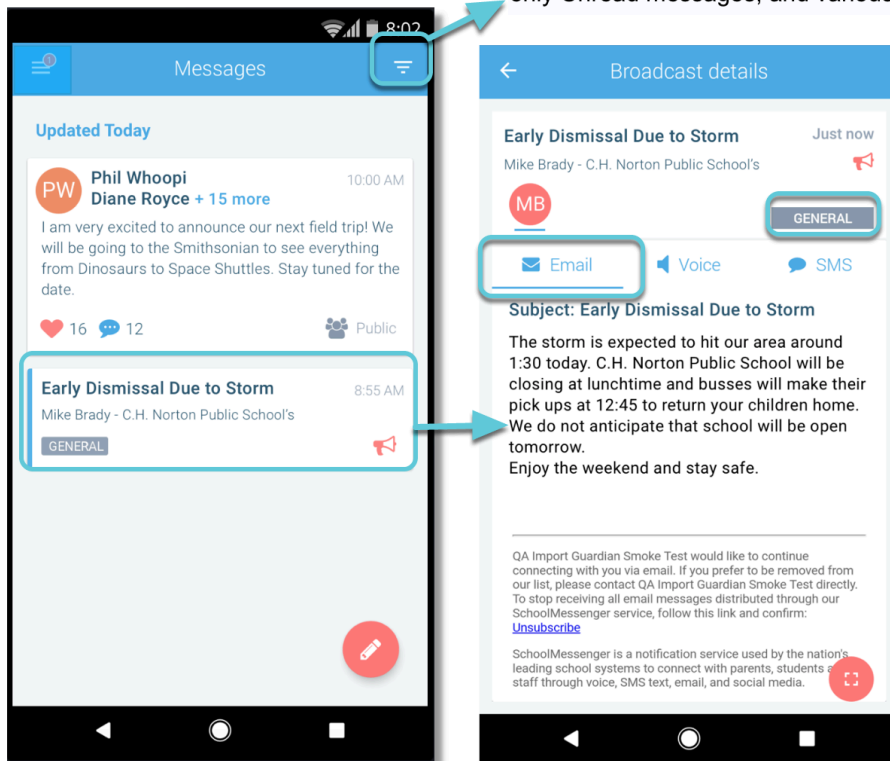 only Unread messages, and various
8:02
1
Messages
Updated Today
PW
Phil Whoopi
10:00 AM
Diane Royce + 15 more
I am very excited to announce our next field trip! We
will be going to the Smithsonian to see everything
from Dinosaurs to Space Shuttles. Stay tuned for the
date.
16 12 Public
Early Dismissal Due to Storm 8:55 AM
Mike Brady - C.H. Norton Public School's
GENERAL
Broadcast details
Early Dismissal Due to Storm Just now
Mike Brady - C.H. Norton Public School's
MB
GENERAL
Email Voice SMS
Subject: Early Dismissal Due to Storm
The storm is expected to hit our area around
1:30 today. C.H. Norton Public School will be
closing at lunchtime and busses will make their
pick ups at 12:45 to return your children home.
We do not anticipate that school will be open
tomorrow.
Enjoy the weekend and stay safe.
QA Import Guardian Smoke Test would like to continue
connecting with you via email. If you prefer to be removed from
our list, please contact QA Import Guardian Smoke Test directly.
To stop receiving all email messages distributed through our
SchoolMessenger service, follow this link and confirm:
Unsubscribe
SchoolMessenger is a notification service used by the nation's
leading school systems to connect with parents, students a
staff through voice, SMS text, email, and social media.